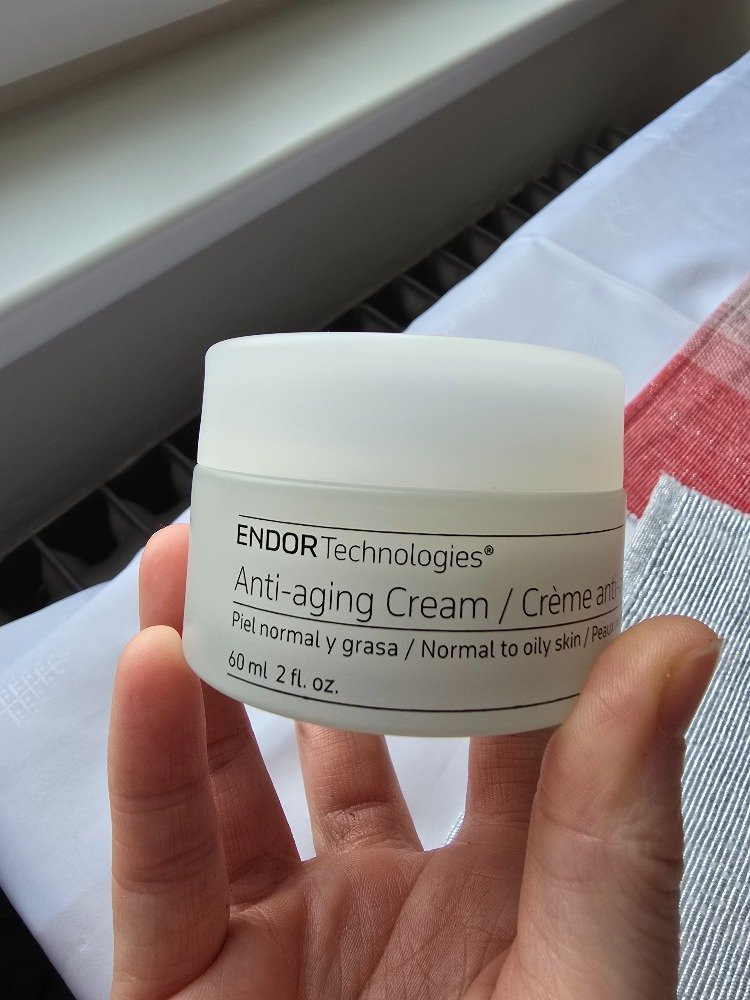 ENDOR Technologies®
Anti-aging Cream / Crème anti-
Piel normal y grasa / Normal to oily skin / Peaux
60 ml 2 fl. oz.